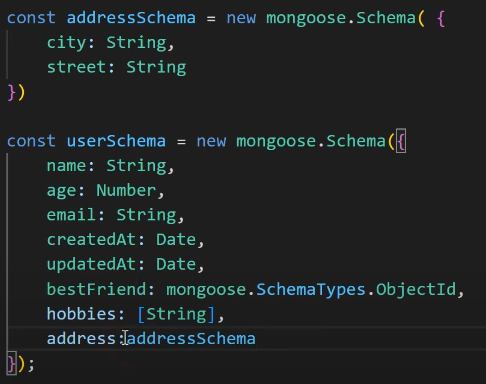 const addressSchema = new mongoose.Schema( {
    city: String,
    street: String
})
const userSchema = new mongoose.Schema({
    name: String,
    age: Number,
    email: String,
    createdAt: Date,
    updatedAt: Date,
    bestFriend: mongoose.SchemaTypes.ObjectId,
    hobbies: [String],
    address:addressSchema
});